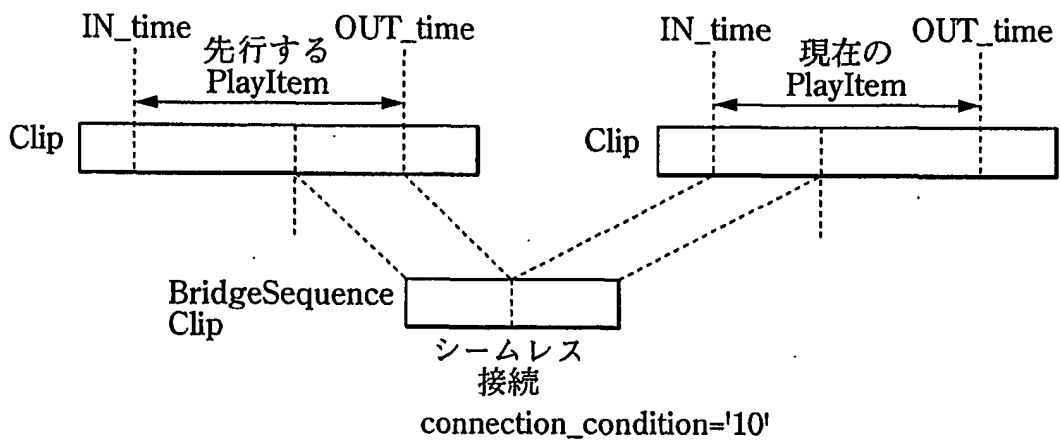 IN_time
OUT_time
IN_time
OUT_time
先行する
PlayItem
現在の
PlayItem
Clip
Clip
BridgeSequence
Clip
シームレス
接続
connection_condition='10'